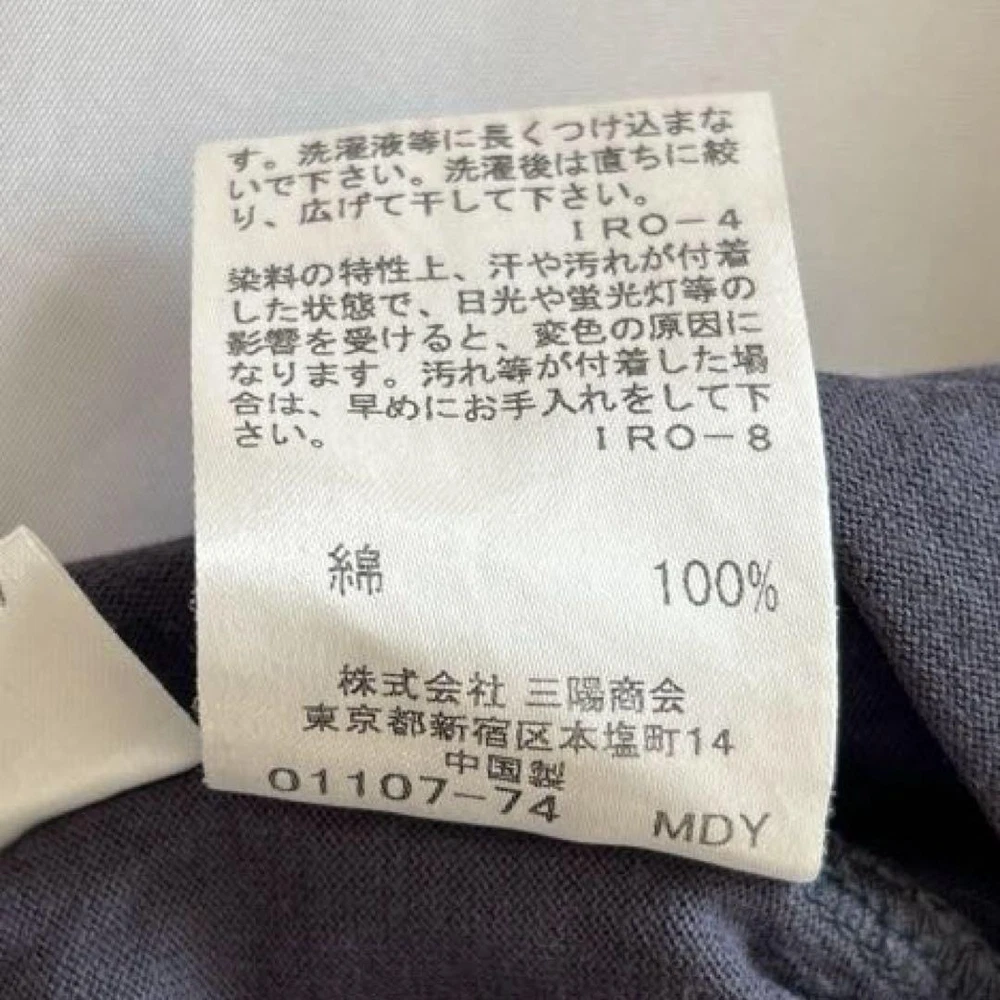 す。洗濯液等に長くつけ込まな
いで下さい。洗濯後は直ちに絞
り、広げて干して下さい。
IRO-4
染料の特性上、汗や汚れが付着
した状態で、日光や蛍光灯等の
影響を受けると、変色の原因に
なります。汚れ等が付着した場
合は、早めにお手入れをして下
さい。 IRO-8
綿 100%
株式会社 三陽商会
東京都新宿区本塩町14
中国製
01107-74 MDY